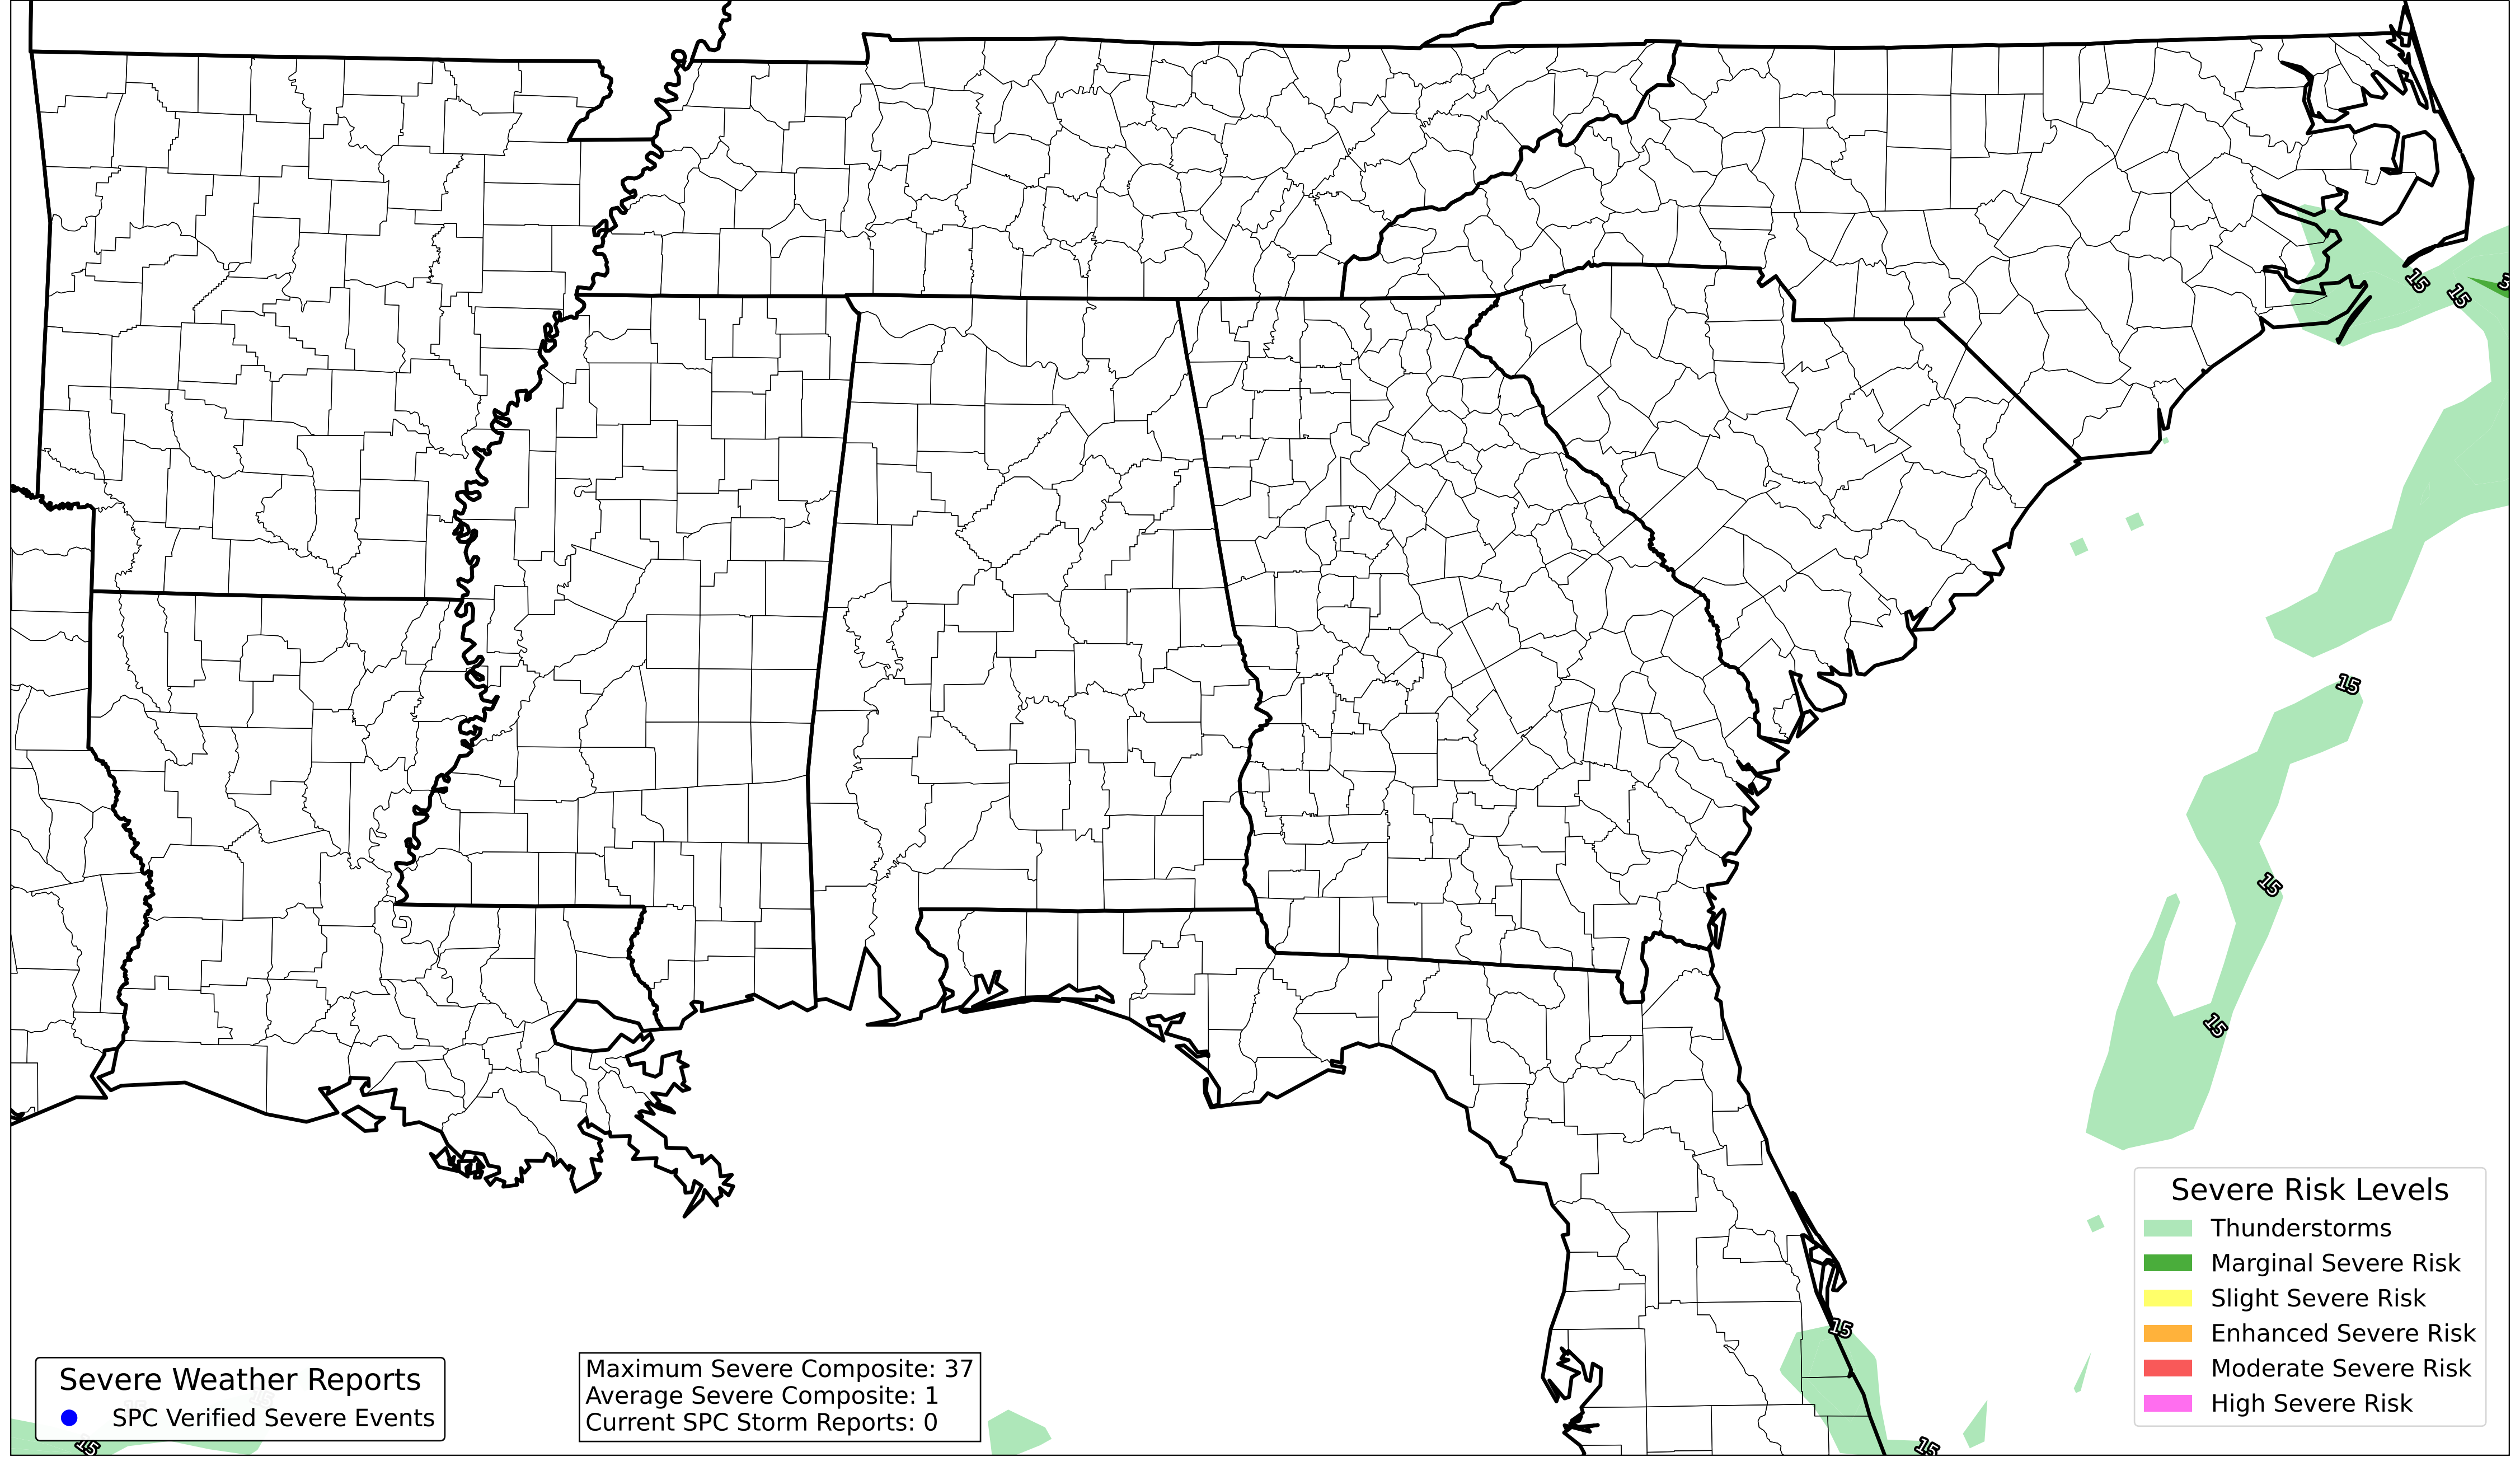 15
15
3
15
15
15
15
15
15
Severe Risk Levels
Thunderstorms
Marginal Severe Risk
Slight Severe Risk
Enhanced Severe Risk
Moderate Severe Risk
High Severe Risk
Severe Weather Reports
SPC Verified Severe Events
Maximum Severe Composite: 37
Average Severe Composite: 1
Current SPC Storm Reports: 0